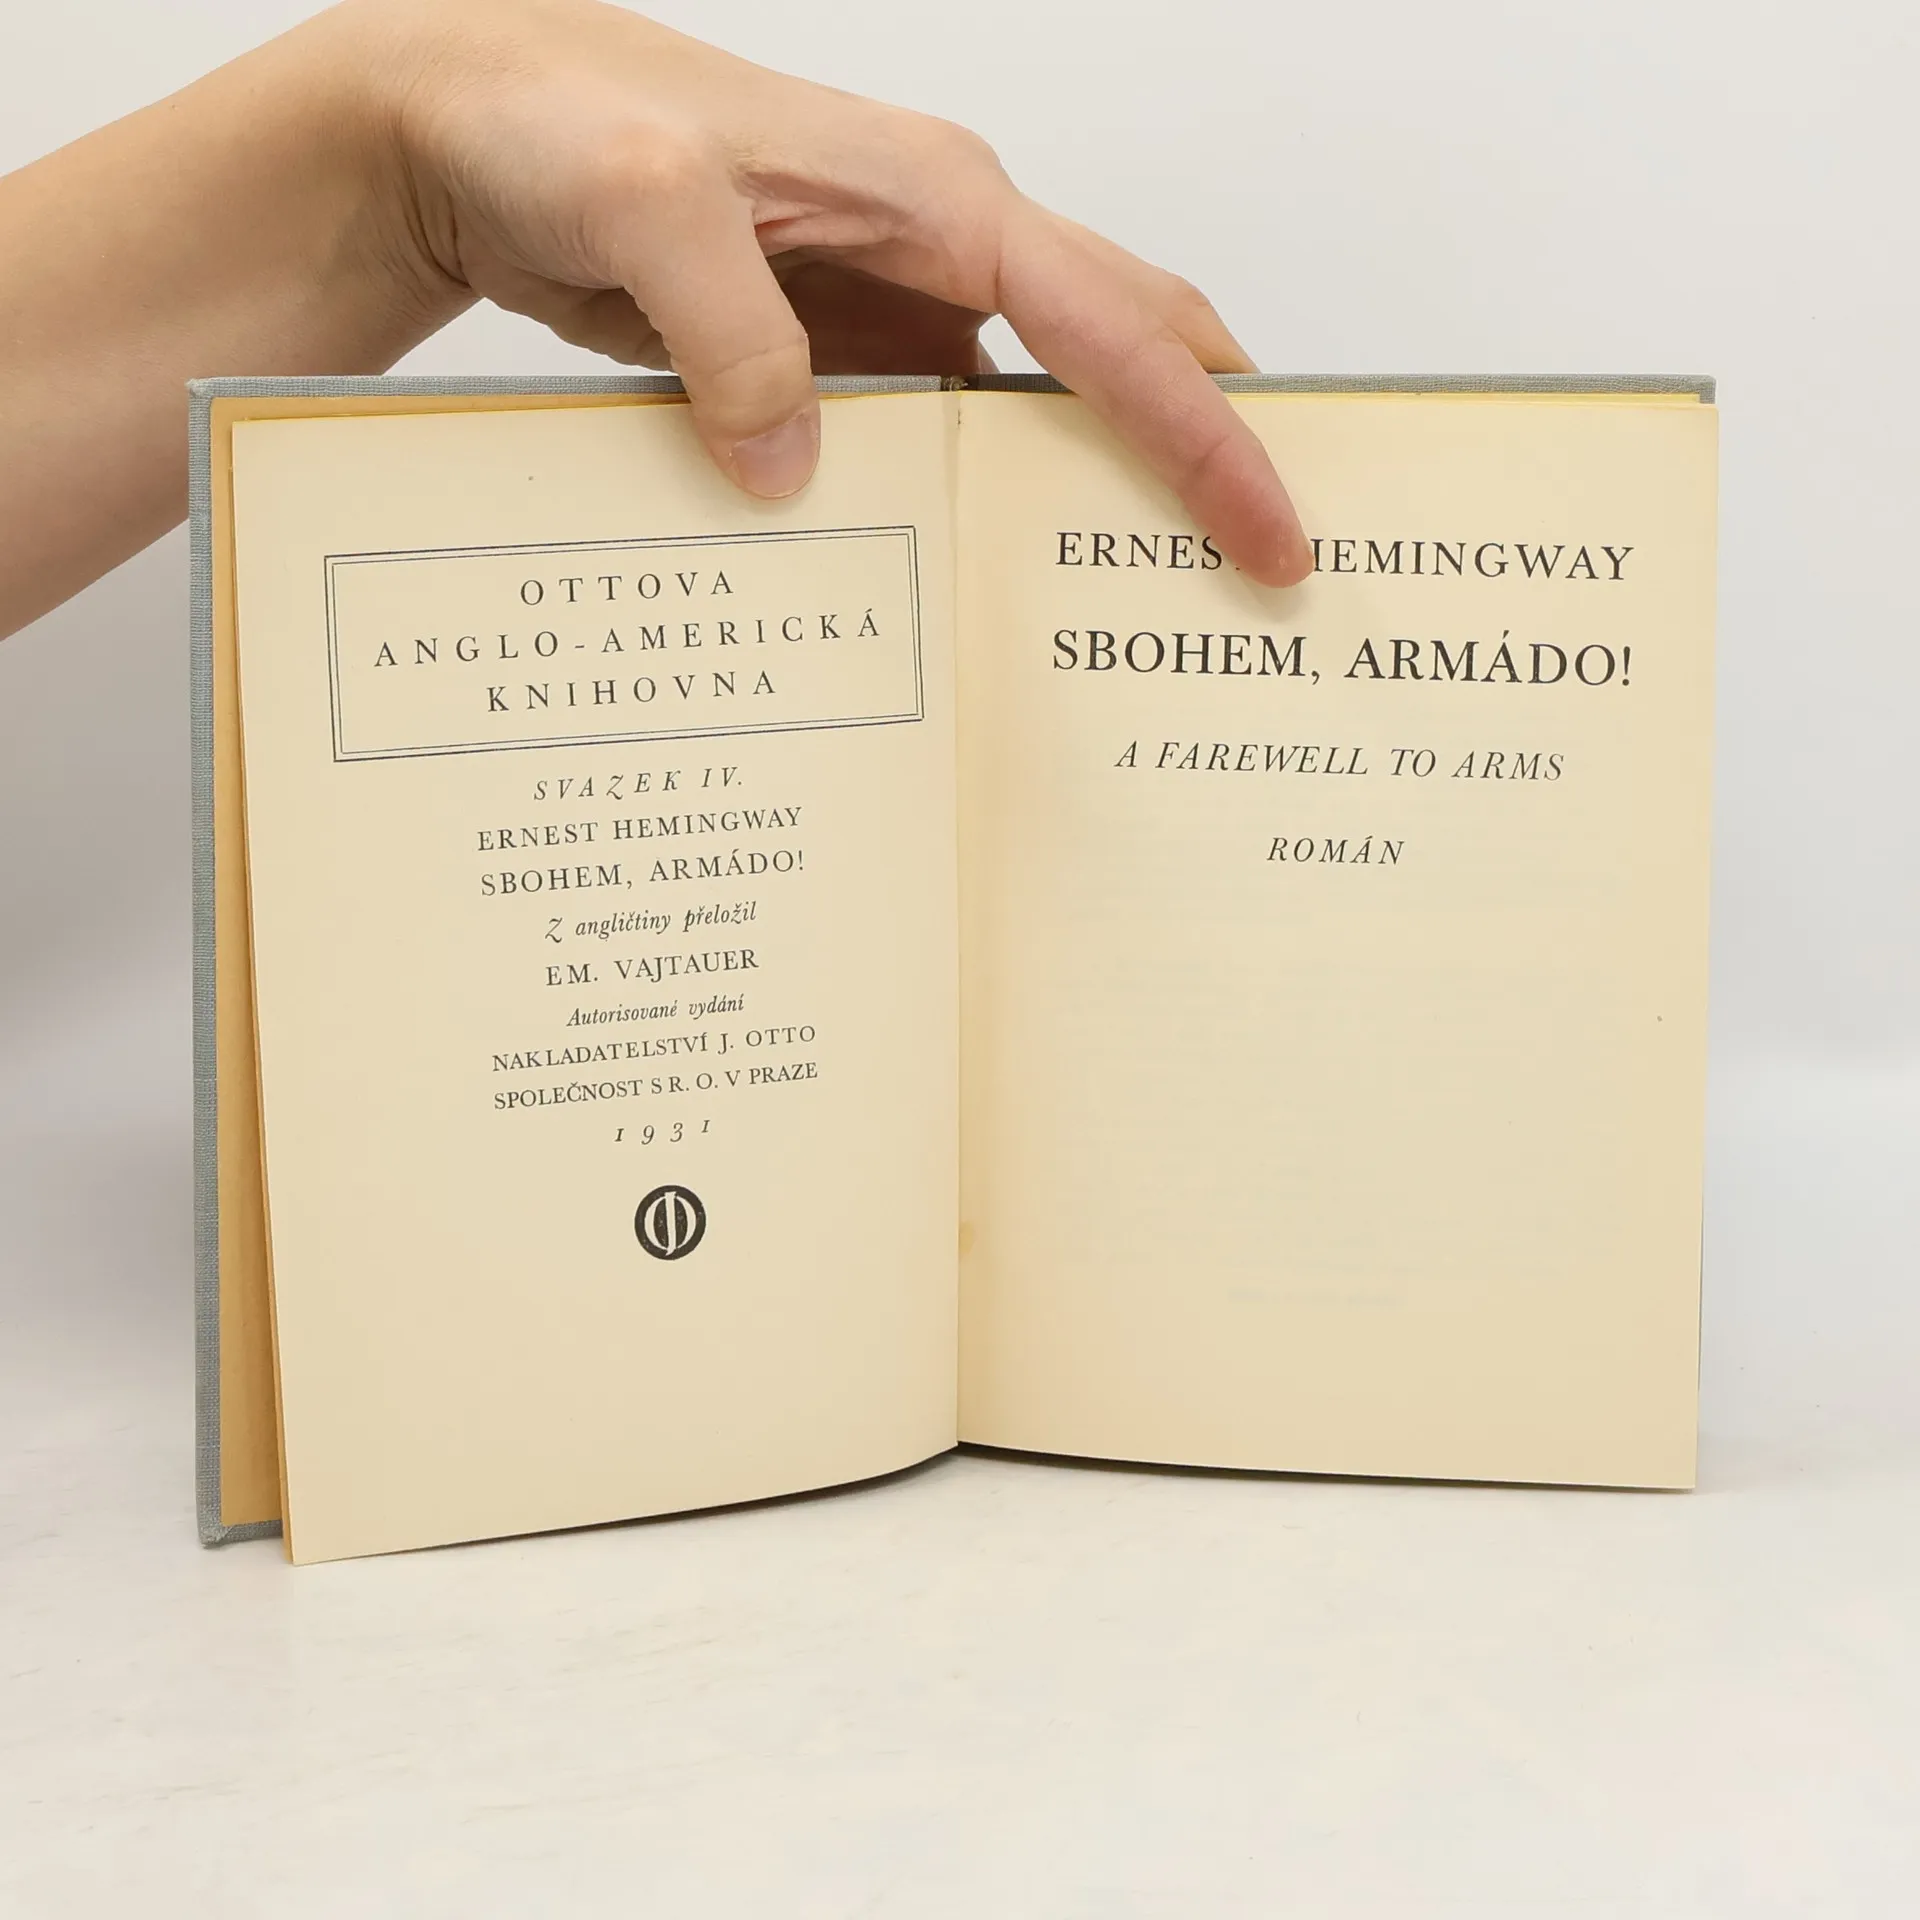 OTTOVA
ANGLO-AMERICKÁ
KNIHOVNA
SVAZEK IV.
ERNEST HEMINGWAY
SBOHEM, ARMÁDO!
Z angličtiny přeložil
EM. VAJTAUER
Autorisované vydání
NAKLADATELSTVÍ J. OTTO
SPOLEČNOST S R. O. V PRAZE
1931
ERNEST HEMINGWAY
SBOHEM, ARMÁDO!
A FAREWELL TO ARMS
ROMÁN